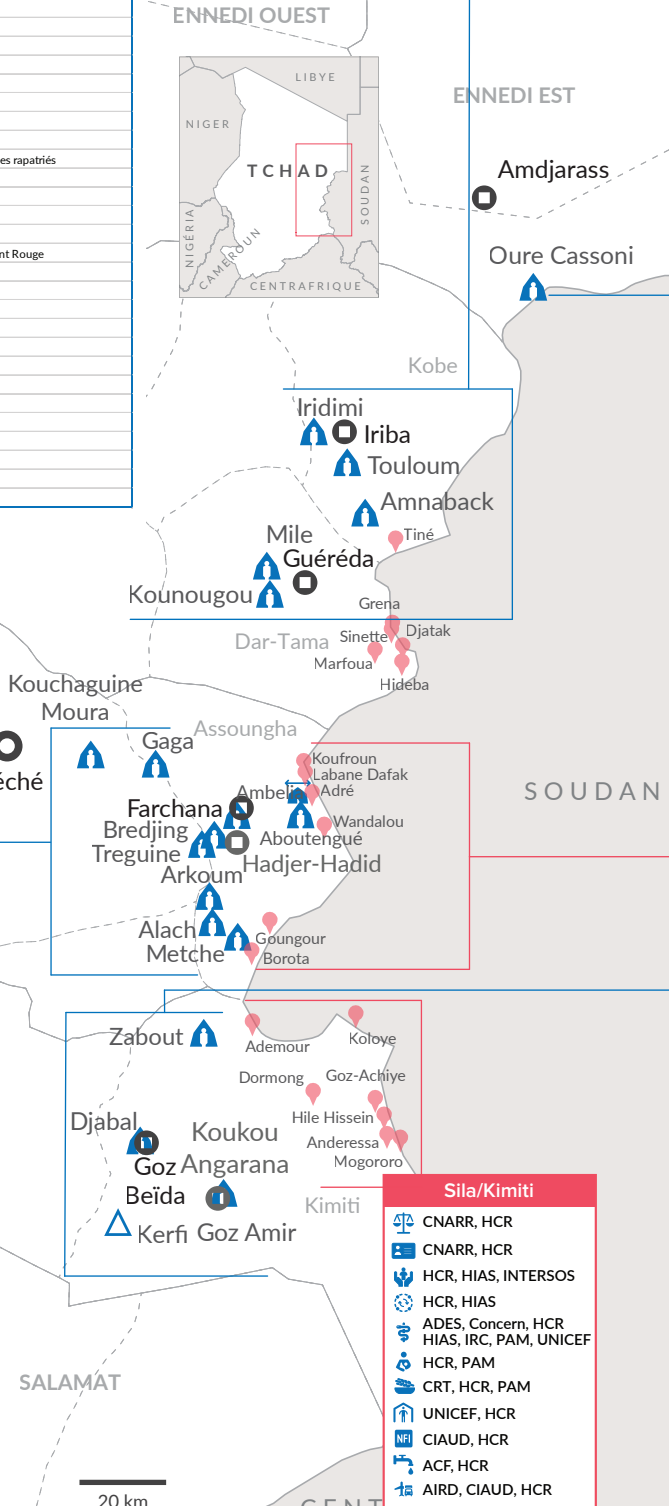 ENNEDI OUEST
LIBYE
NIGER
TCHAD
SOUDAN
NIGÉRIA
CAMEROUN
CENTRAFRIQUE
ENNEDI EST
es rapatriés
nt Rouge
Amdjarass
Oure Cassoni
Kobe
Iridimi
Iriba
Touloum
Amnaback
Tiné
Mile
Guéréda
Kounougou
Grena
Sinette
Djatak
Dar-Tama
Marfoua
Hideba
Kouchaguine
Moura
Assoungha
Gaga
éché
Koufroun
Labane Dafak
Ambelia
Adré
SOUDAN
Farchana
Wandalou
Bredjing
Aboutengué
Treguine
Hadjer-Hadid
Arkoum
Alach
Metche
Goungour
Borota
Zabout
Ademour
Koloye
Dormong
Goz-Achiye
Hile Hissein
Djabal
Koukou
Angarana
Anderessa
Mogororo
Goz
Beïda
Kimiti
Kerfi
Goz Amir
Sila/Kimiti
CNARR, HCR
CNARR, HCR
HCR, HIAS, INTERSOS
HCR, HIAS
ADES, Concern, HCR
HIAS, IRC, PAM, UNICEF
HCR, PAM
CRT, HCR, PAM
UNICEF, HCR
NFI
CIAUD, HCR
ACF, HCR
AIRD, CIAUD, HCR
SALAMAT
20 km
CENT